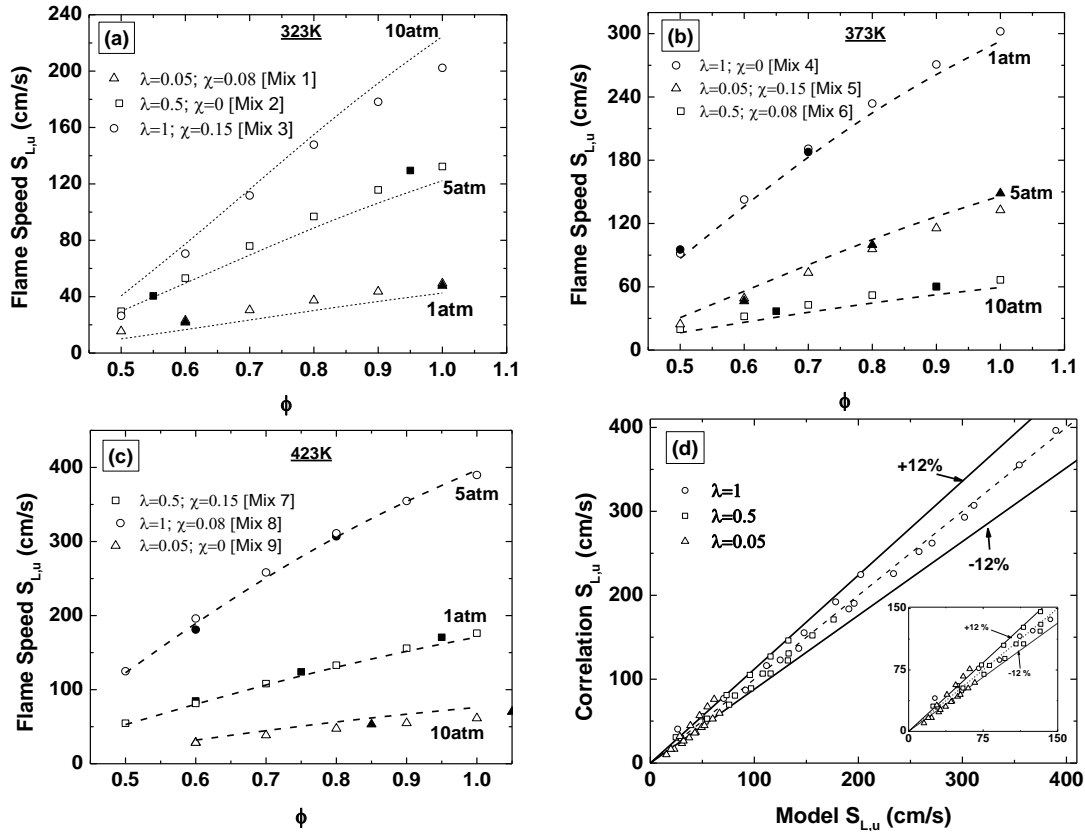 (a)
323K
10atm
λ=0.05; χ=0.08 [Mix 1]
λ=0.5; χ=0 [Mix 2]
λ=1; χ=0.15 [Mix 3]
5atm
1atm
Flame Speed S_L,u (cm/s)
240
200
160
120
80
40
0
0.5 0.6 0.7 0.8 0.9 1.0 1.1
ϕ
(b)
373K
λ=1; χ=0 [Mix 4]
λ=0.05; χ=0.15 [Mix 5]
λ=0.5; χ=0.08 [Mix 6]
1atm
5atm
10atm
Flame Speed S_L,u (cm/s)
300
240
180
120
60
0
0.5 0.6 0.7 0.8 0.9 1.0 1.1
ϕ
(c)
423K
λ=0.5; χ=0.15 [Mix 7]
λ=1; χ=0.08 [Mix 8]
λ=0.05; χ=0 [Mix 9]
5atm
1atm
10atm
Flame Speed S_L,u (cm/s)
400
300
200
100
0
0.5 0.6 0.7 0.8 0.9 1.0
ϕ
(d)
λ=1
λ=0.5
λ=0.05
+12%
-12%
Correlation S_L,u (cm/s)
400
300
200
100
0
0 100 200 300 400
Model S_L,u (cm/s)
150
75
0
+12 %
-12 %
0 75 150